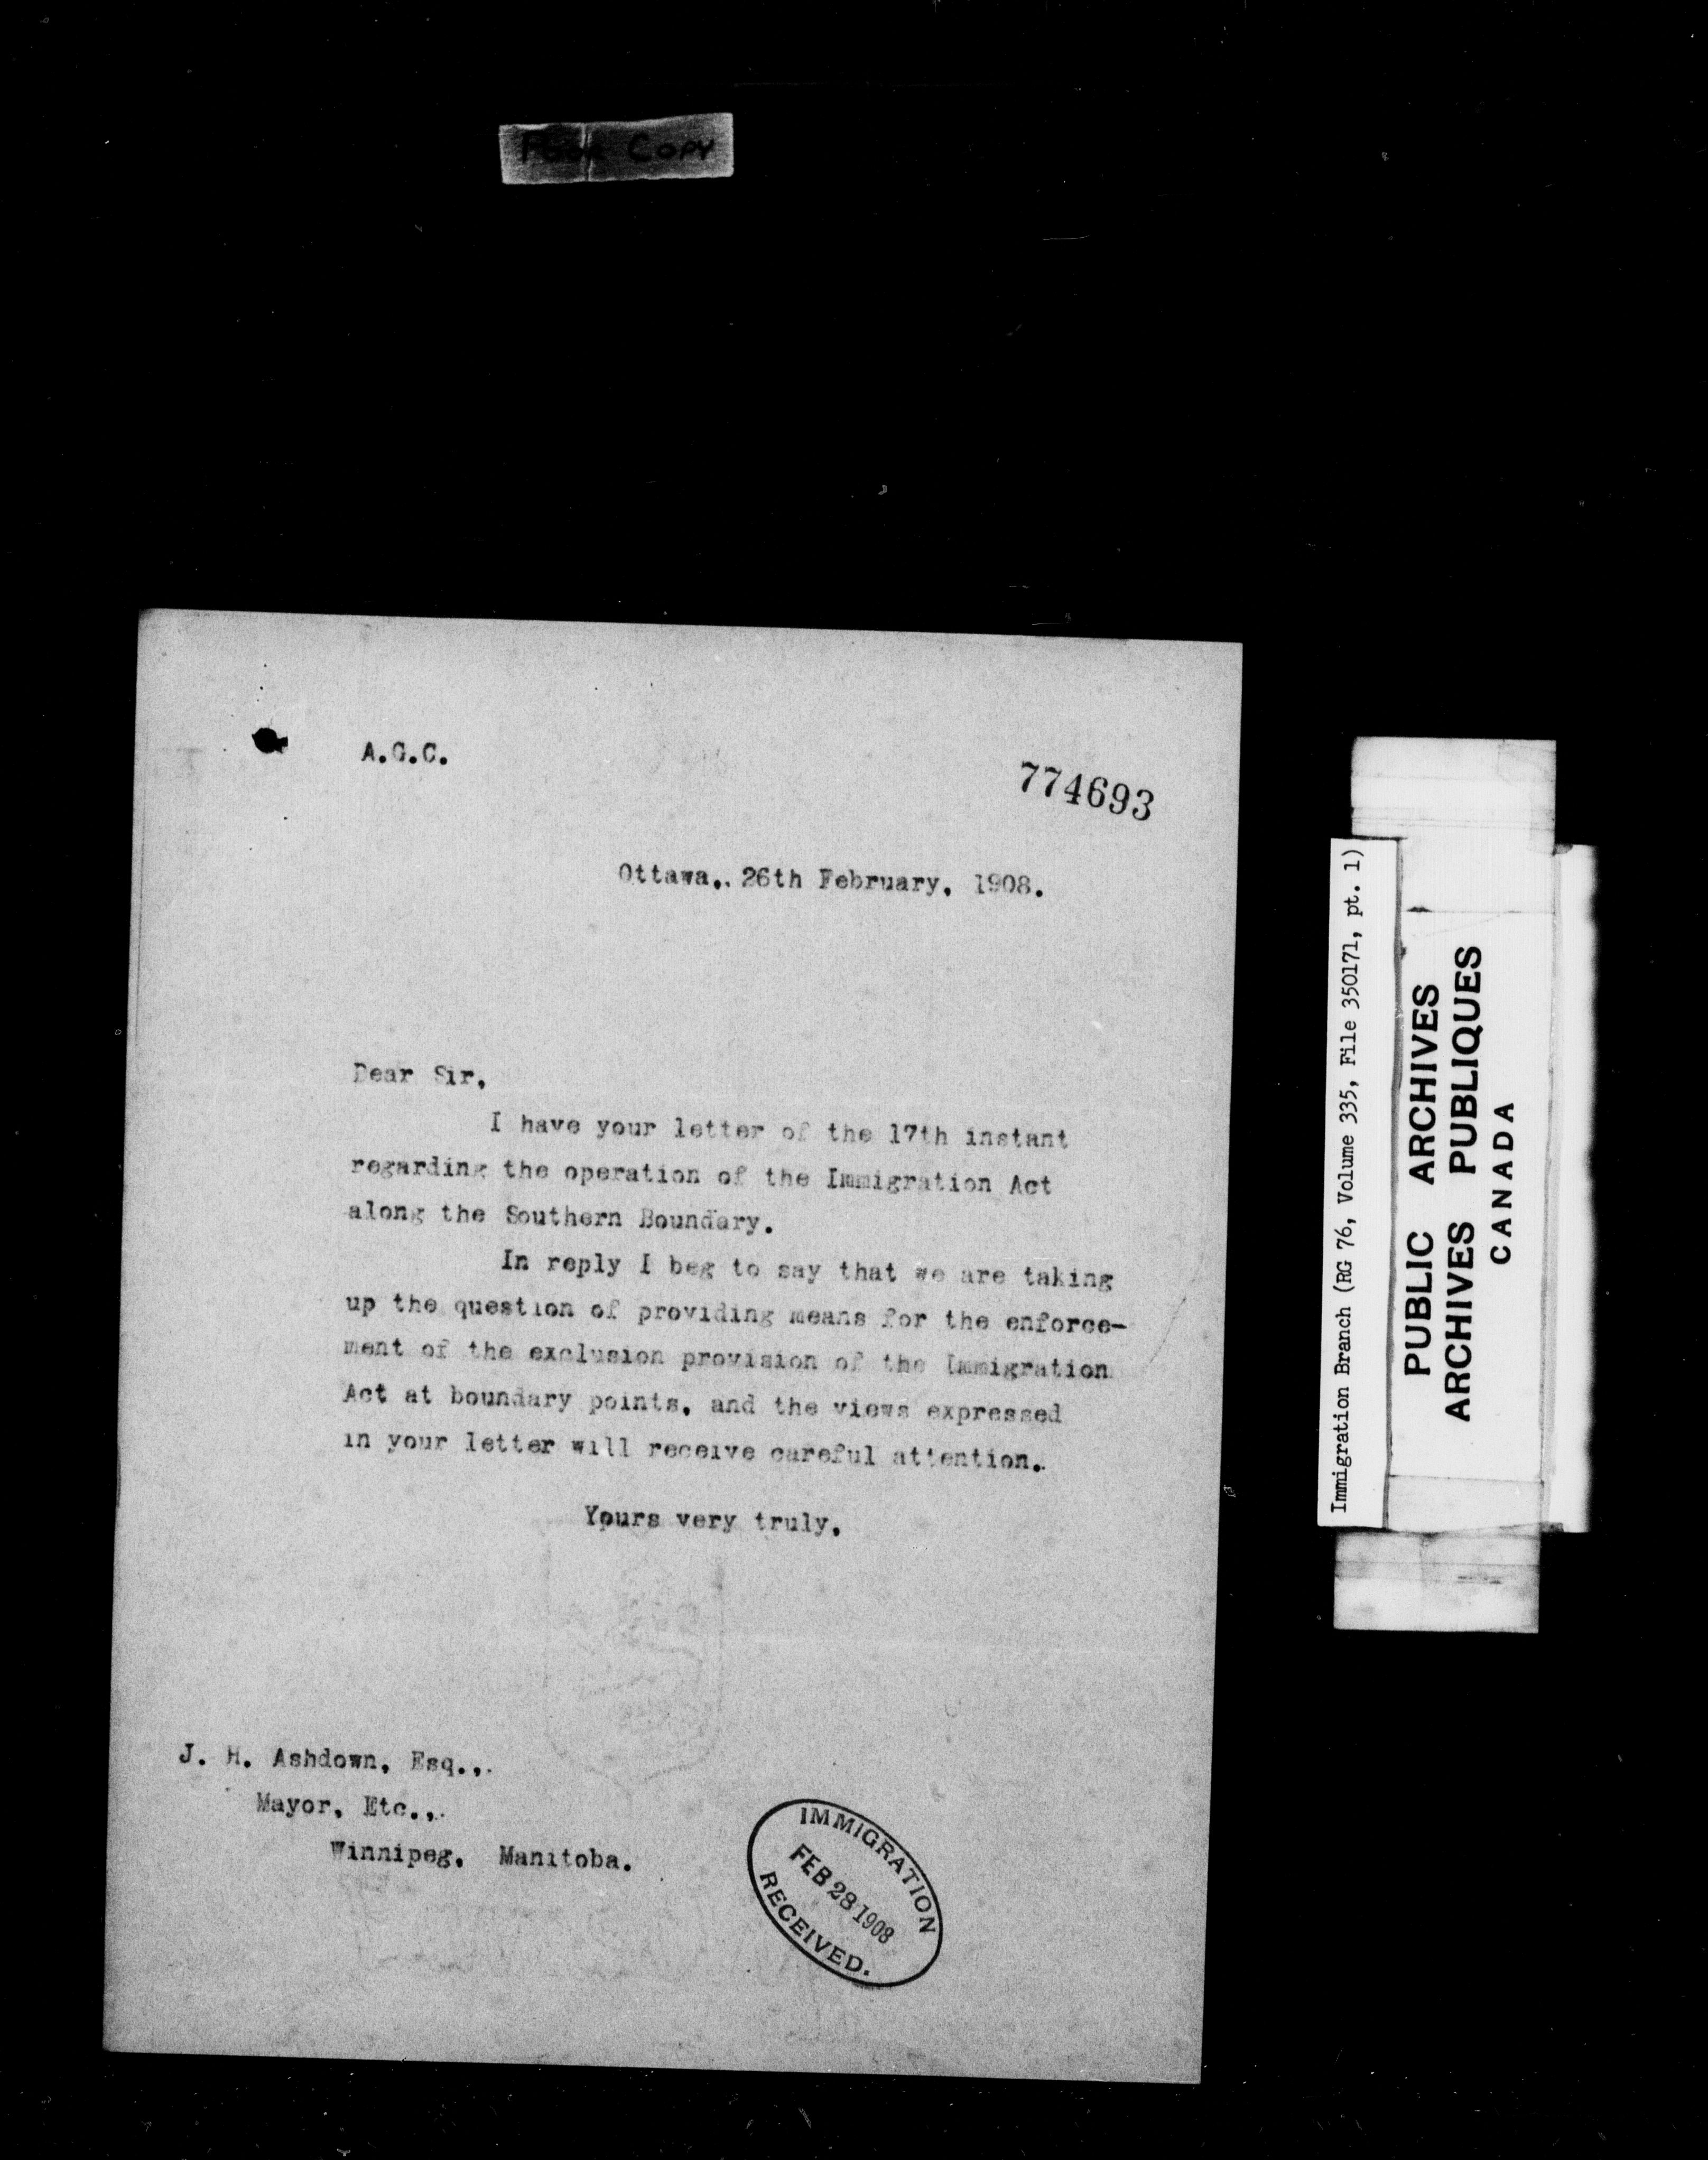 Poor Copy
A.G.C.
774693
Ottawa,. 26th February, 1908.
Dear Sir,
I have your letter of the 17th instant
regarding the operation of the Immigration Act
along the Southern Boundary.
In reply I beg to say that we are taking
up the question of providing means for the enforce-
ment of the exclusion provision of the Immigration
Act at boundary points, and the views expressed
in your letter will receive careful attention.
Yours very truly,
J. H. Ashdown, Esq.,
Mayor, Etc.,
Winnipeg, Manitoba.
IMMIGRATION
FEB 28 1908
RECEIVED.
Immigration Branch (RG 76, Volume 335, File 350171, pt. 1)
PUBLIC ARCHIVES
ARCHIVES PUBLIQUES
CANADA